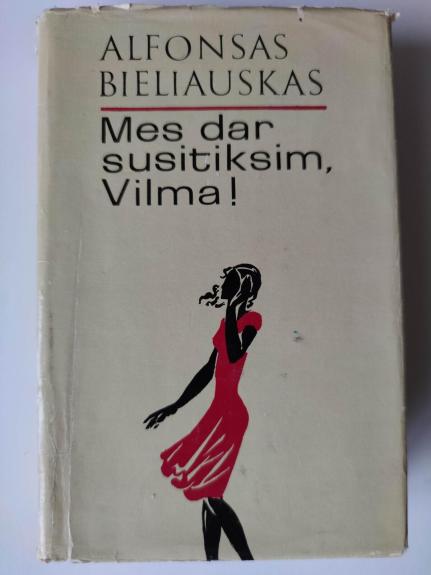 ALFONSAS
BIELIAUSKAS
Mes dar
susitiksim,
Vilma!